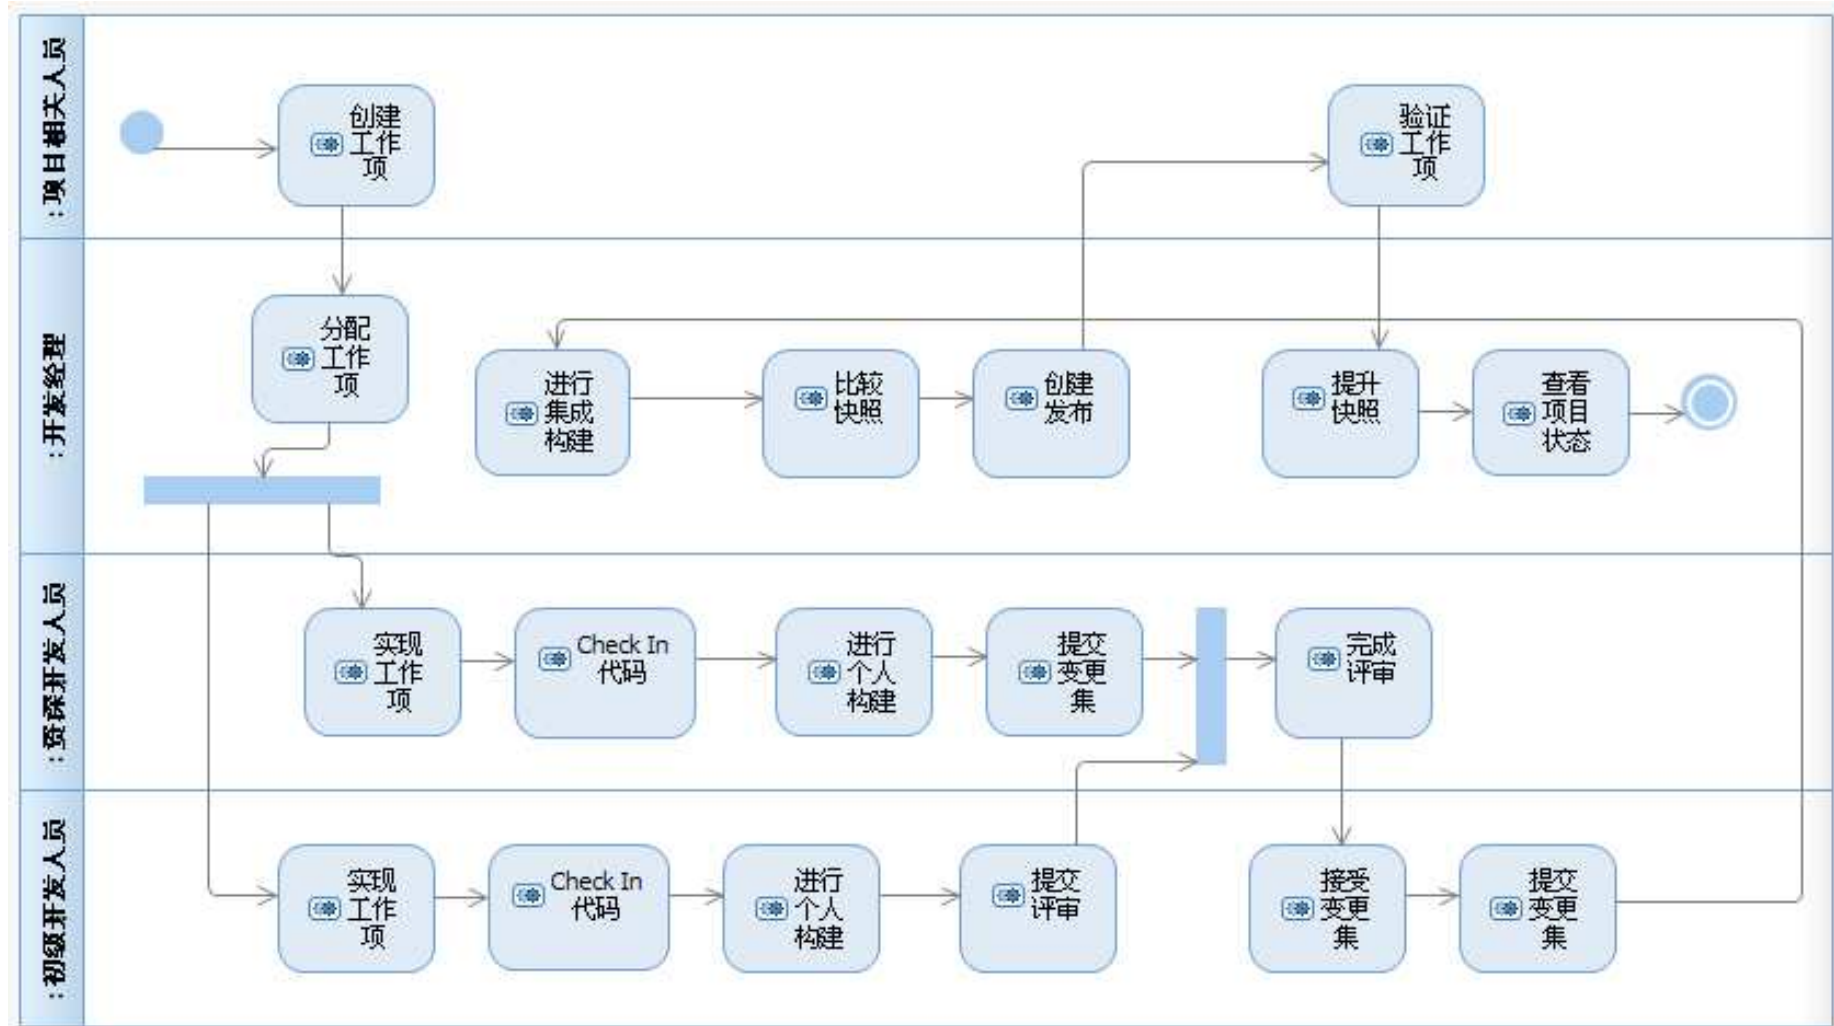 :项目相关人员
创建
工作
项
验证
工作
项
:开发经理
分配
工作
项
进行
集成
构建
比较
快照
创建
发布
提升
快照
查看
项目
状态
:资深开发人员
实现
工作
项
Check In
代码
进行
个人
构建
提交
变更
集
完成
评审
:初级开发人员
实现
工作
项
Check In
代码
进行
个人
构建
提交
评审
接受
变更
集
提交
变更
集